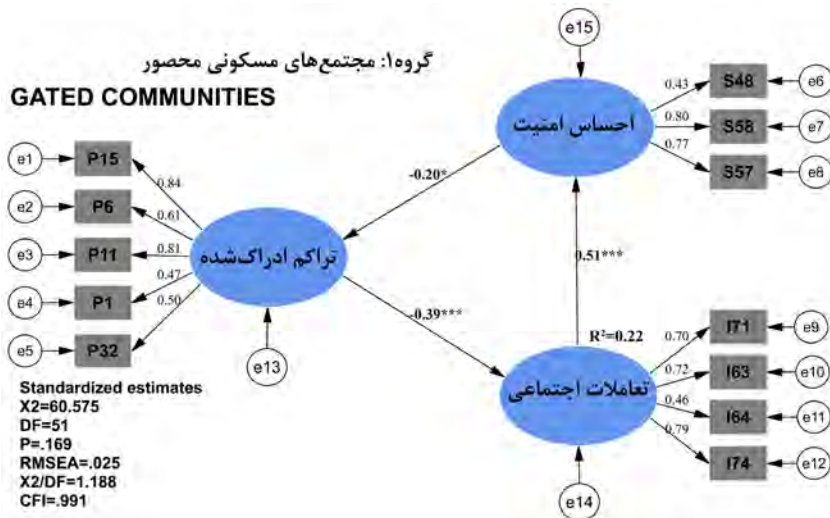 گروه۱: مجتمع‌های مسکونی محصور
GATED COMMUNITIES
e15
احساس امنیت
0.43
S48
e6
0.80
S58
e7
0.77
S57
e8
e1
P15
0.84
e2
P6
0.61
e3
P11
0.81
e4
P1
0.47
e5
P32
0.50
تراکم ادراک‌شده
e13
-0.20*
0.51***
-0.39***
R²=0.22
تعاملات اجتماعی
e14
0.70
I71
e9
0.72
I63
e10
0.46
I64
e11
0.79
I74
e12
Standardized estimates
X2=60.575
DF=51
P=.169
RMSEA=.025
X2/DF=1.188
CFI=.991